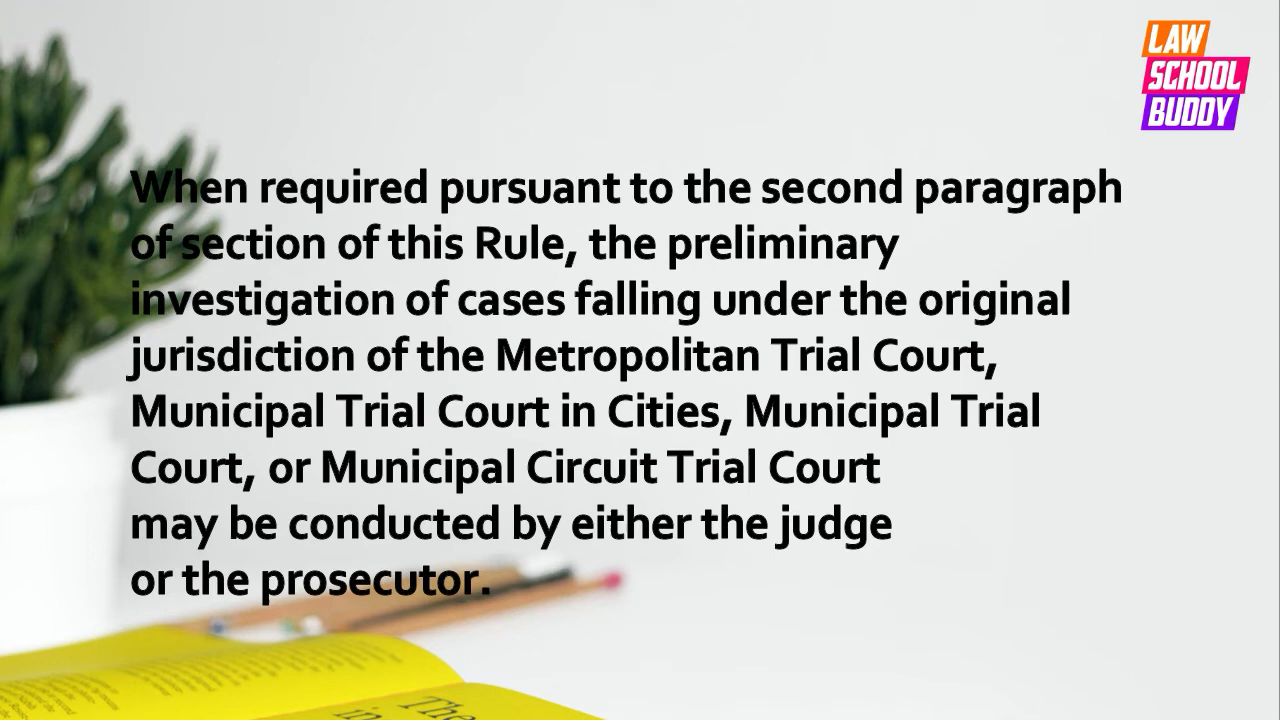 LAW
SCHOOL
BUDDY
When required pursuant to the second paragraph
of section of this Rule, the preliminary
investigation of cases falling under the original
jurisdiction of the Metropolitan Trial Court,
Municipal Trial Court in Cities, Municipal Trial
Court, or Municipal Circuit Trial Court
may be conducted by either the judge
or the prosecutor.
The
in